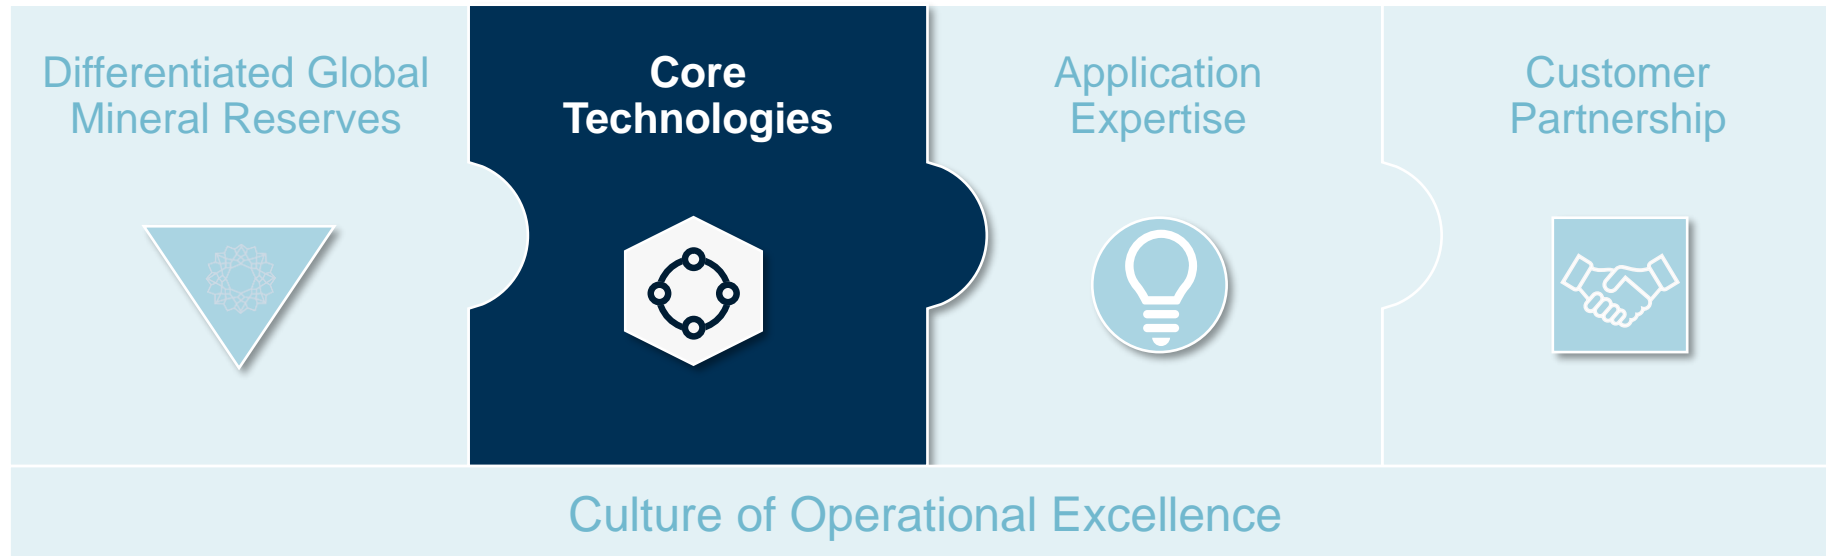 Differentiated Global
Mineral Reserves
Core
Technologies
Application
Expertise
Customer
Partnership
Culture of Operational Excellence